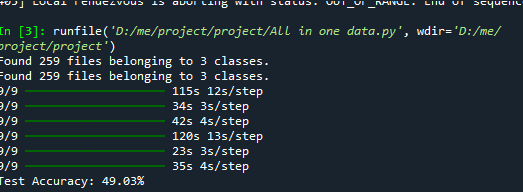 405] Local rendezvous is aborting with status: OUT_OF_RANGE: End of sequenc
In [3]: runfile('D:/me/project/project/All in one data.py', wdir='D:/me/
project/project')
Found 259 files belonging to 3 classes.
Found 259 files belonging to 3 classes.
9/9 ━━━━━━━━━━━━━━━━━━━━ 115s 12s/step
9/9 ━━━━━━━━━━━━━━━━━━━━ 34s 3s/step
9/9 ━━━━━━━━━━━━━━━━━━━━ 42s 4s/step
9/9 ━━━━━━━━━━━━━━━━━━━━ 120s 13s/step
9/9 ━━━━━━━━━━━━━━━━━━━━ 23s 3s/step
9/9 ━━━━━━━━━━━━━━━━━━━━ 35s 4s/step
Test Accuracy: 49.03%